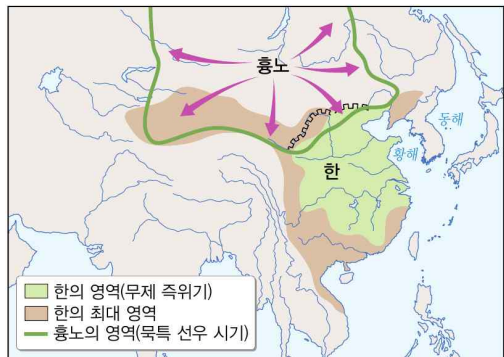 흉노
동해
황해
한
한의 영역(무제 즉위기)
한의 최대 영역
흉노의 영역(묵특 선우 시기)